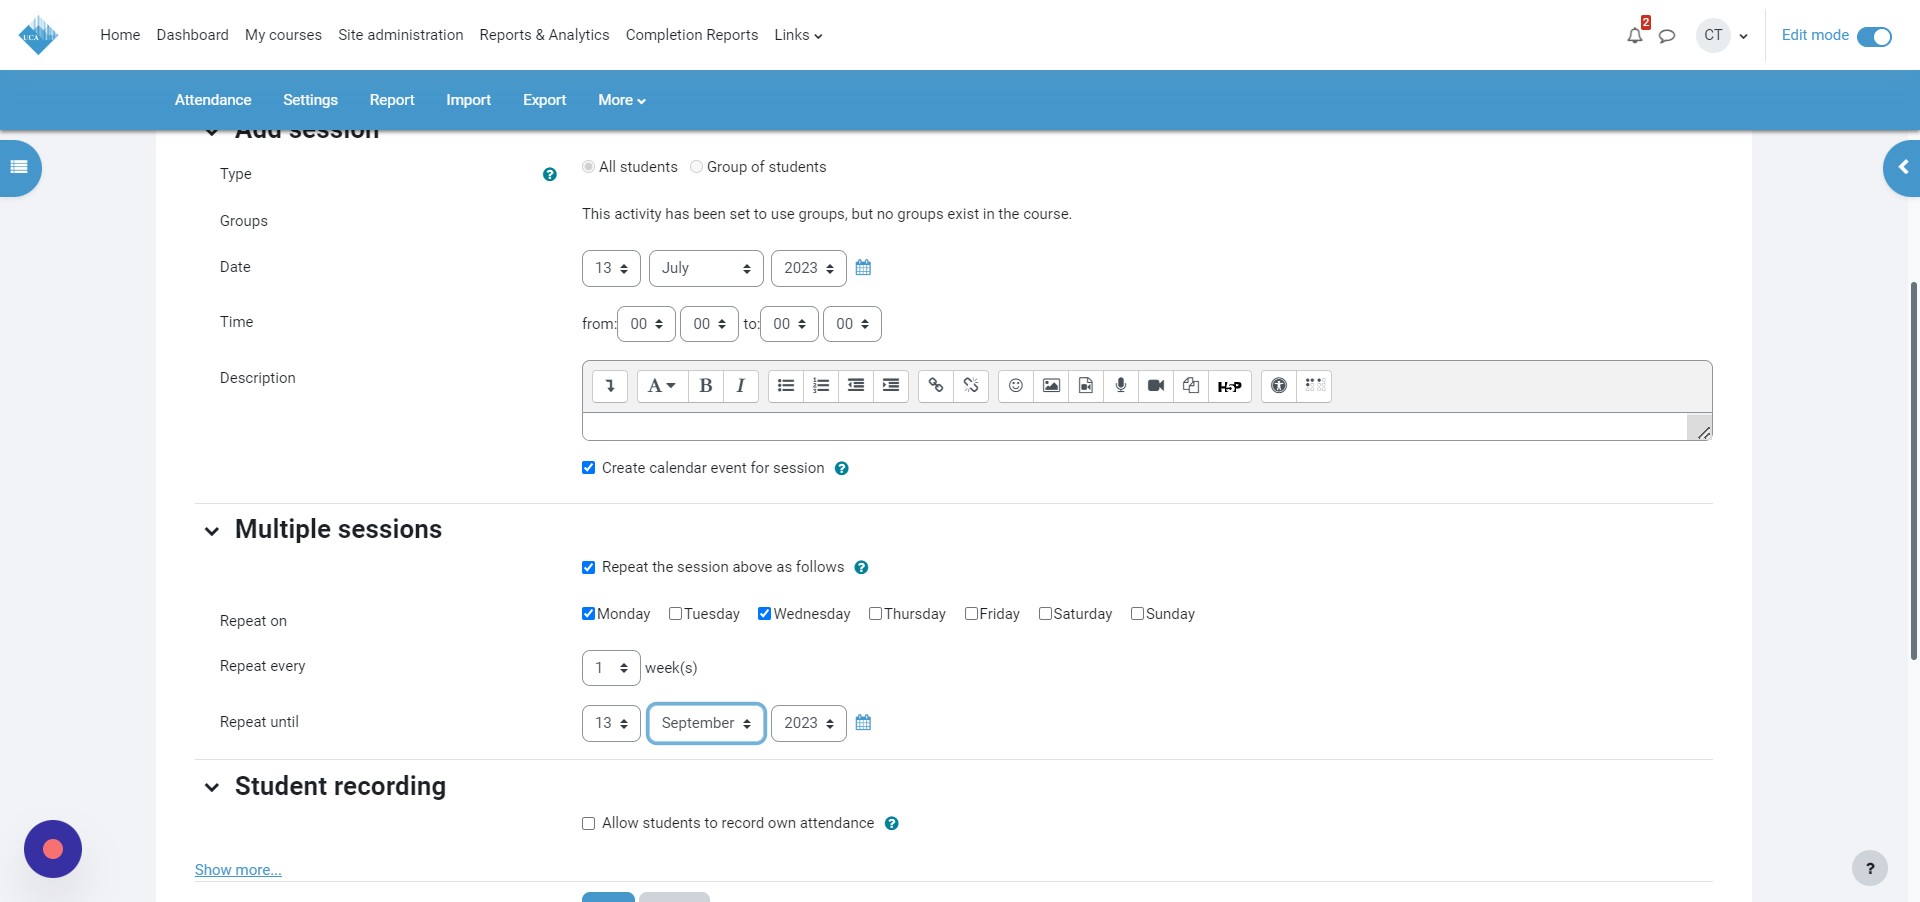 UCA
Home Dashboard My courses Site administration Reports & Analytics Completion Reports Links
2
CT
Edit mode
Attendance Settings Report Import Export More
Add session
Type
All students Group of students
Groups
This activity has been set to use groups, but no groups exist in the course.
Date
13 July 2023
Time
from: 00 00 to: 00 00
Description
A B I H5P
Create calendar event for session ?
Multiple sessions
Repeat the session above as follows ?
Repeat on
Monday Tuesday Wednesday Thursday Friday Saturday Sunday
Repeat every
1 week(s)
Repeat until
13 September 2023
Student recording
Allow students to record own attendance ?
Show more...
?